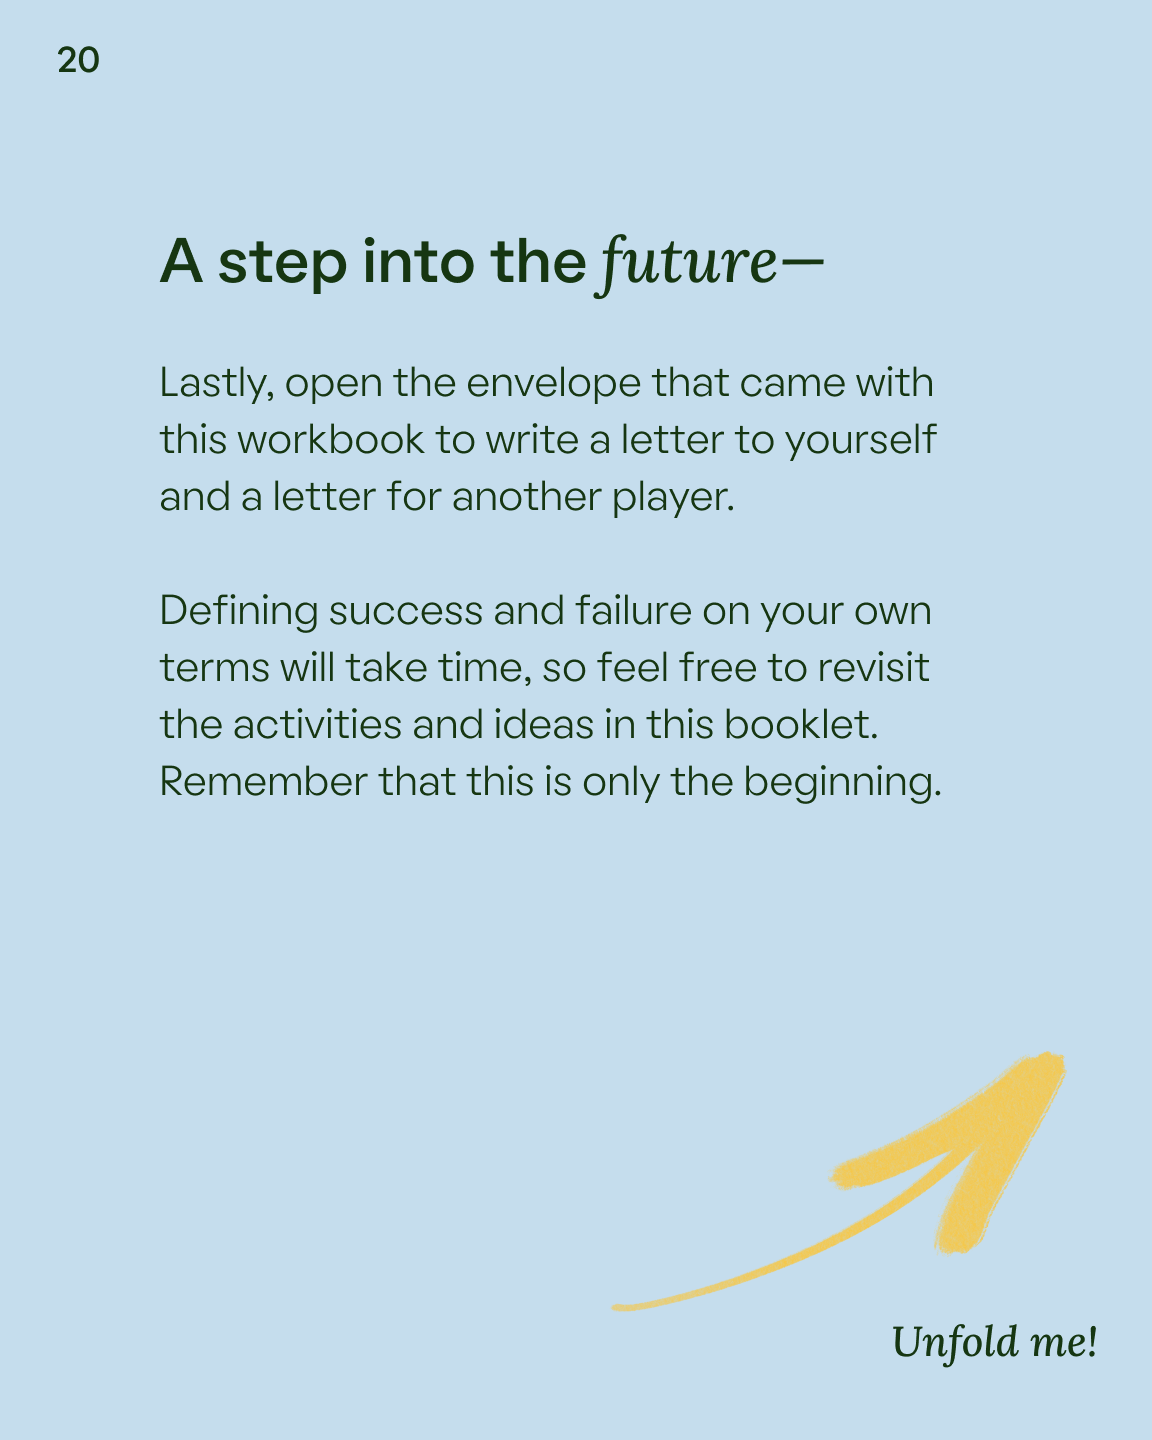 20
A step into the future—
Lastly, open the envelope that came with
this workbook to write a letter to yourself
and a letter for another player.
Defining success and failure on your own
terms will take time, so feel free to revisit
the activities and ideas in this booklet.
Remember that this is only the beginning.
Unfold me!